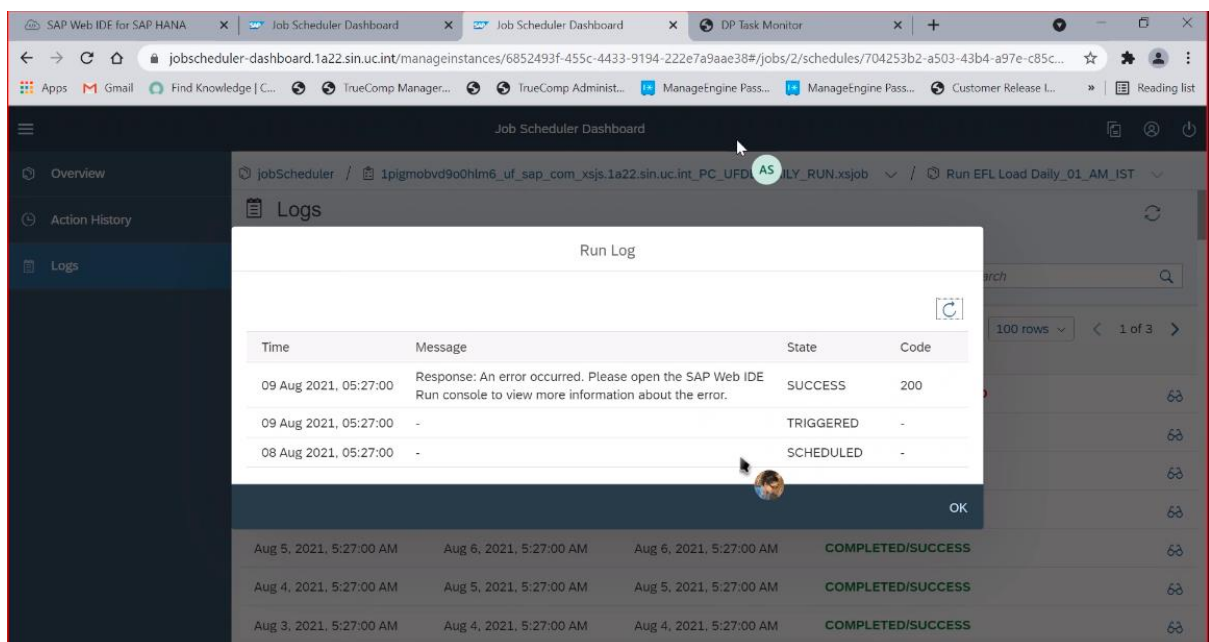 SAP Web IDE for SAP HANA
Job Scheduler Dashboard
Job Scheduler Dashboard
DP Task Monitor
jobscheduler-dashboard.1a22.sin.uc.int/manageinstances/6852493f-455c-4433-9194-222e7a9aae38#/jobs/2/schedules/704253b2-a503-43b4-a97e-c85c...
Apps
Gmail
Find Knowledge | C...
TrueComp Manager...
TrueComp Administ...
ManageEngine Pass...
ManageEngine Pass...
Customer Release I...
»
Reading list
Job Scheduler Dashboard
Overview
Action History
Logs
jobScheduler / 1pigmobvd9o0hlm6_uf_sap_com_xsjs.1a22.sin.uc.int_PC_UFD ILY_RUN.xsjob / Run EFL Load Daily_01_AM_IST
AS
Logs
Run Log
arch
100 rows
1 of 3
Time Message State Code
09 Aug 2021, 05:27:00 Response: An error occurred. Please open the SAP Web IDE SUCCESS 200
Run console to view more information about the error.
09 Aug 2021, 05:27:00 - TRIGGERED -
08 Aug 2021, 05:27:00 - SCHEDULED -
OK
Aug 5, 2021, 5:27:00 AM Aug 6, 2021, 5:27:00 AM Aug 6, 2021, 5:27:00 AM COMPLETED/SUCCESS
Aug 4, 2021, 5:27:00 AM Aug 5, 2021, 5:27:00 AM Aug 5, 2021, 5:27:00 AM COMPLETED/SUCCESS
Aug 3, 2021, 5:27:00 AM Aug 4, 2021, 5:27:00 AM Aug 4, 2021, 5:27:00 AM COMPLETED/SUCCESS